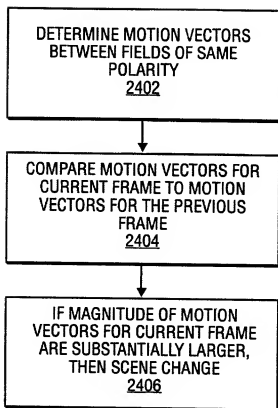 DETERMINE MOTION VECTORS
BETWEEN FIELDS OF SAME
POLARITY
2402
COMPARE MOTION VECTORS FOR
CURRENT FRAME TO MOTION
VECTORS FOR THE PREVIOUS
FRAME
2404
IF MAGNITUDE OF MOTION
VECTORS FOR CURRENT FRAME
ARE SUBSTANTIALLY LARGER,
THEN SCENE CHANGE
2406